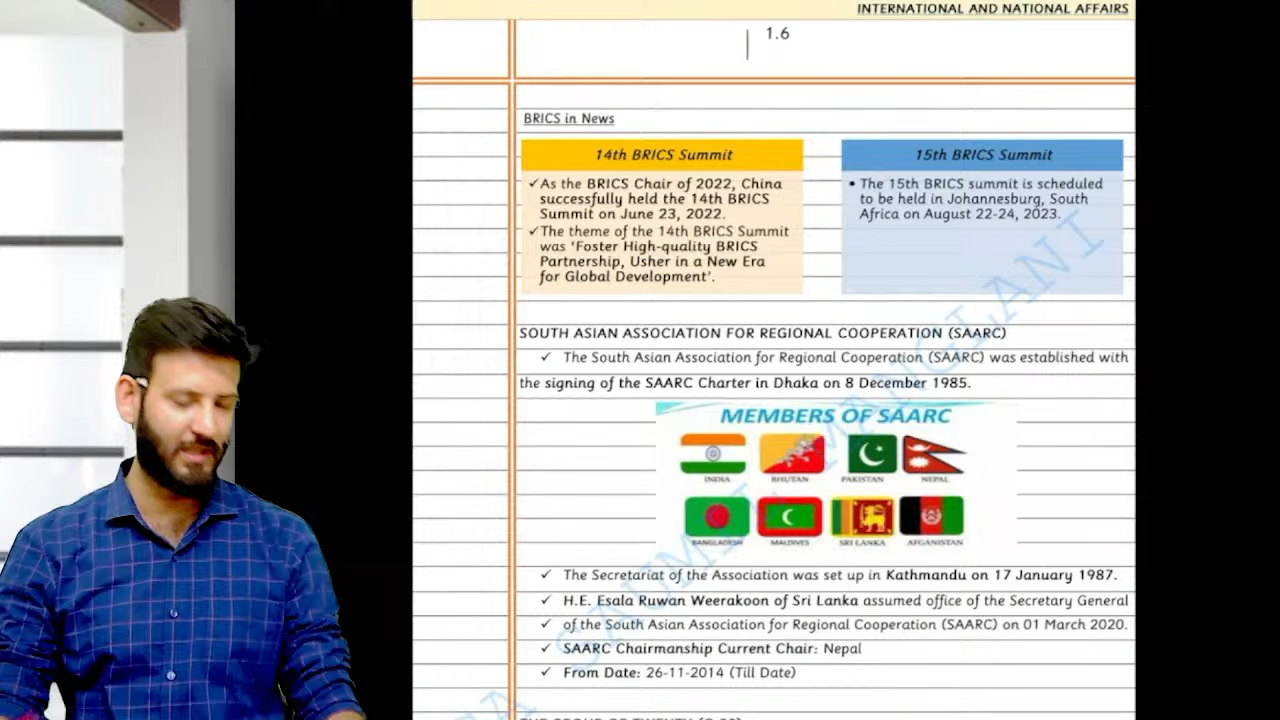 INTERNATIONAL AND NATIONAL AFFAIRS
1.6
BRICS in News
14th BRICS Summit
✓As the BRICS Chair of 2022, China
successfully held the 14th BRICS
Summit on June 23, 2022.
✓The theme of the 14th BRICS Summit
was ‘Foster High-quality BRICS
Partnership, Usher in a New Era
for Global Development’.
15th BRICS Summit
• The 15th BRICS summit is scheduled
to be held in Johannesburg, South
Africa on August 22-24, 2023.
SOUTH ASIAN ASSOCIATION FOR REGIONAL COOPERATION (SAARC)
✓ The South Asian Association for Regional Cooperation (SAARC) was established with
the signing of the SAARC Charter in Dhaka on 8 December 1985.
MEMBERS OF SAARC
INDIA BHUTAN PAKISTAN NEPAL
BANGLADESH MALDIVES SRI LANKA AFGANISTAN
✓ The Secretariat of the Association was set up in Kathmandu on 17 January 1987.
✓ H.E. Esala Ruwan Weerakoon of Sri Lanka assumed office of the Secretary General
✓ of the South Asian Association for Regional Cooperation (SAARC) on 01 March 2020.
✓ SAARC Chairmanship Current Chair: Nepal
✓ From Date: 26-11-2014 (Till Date)